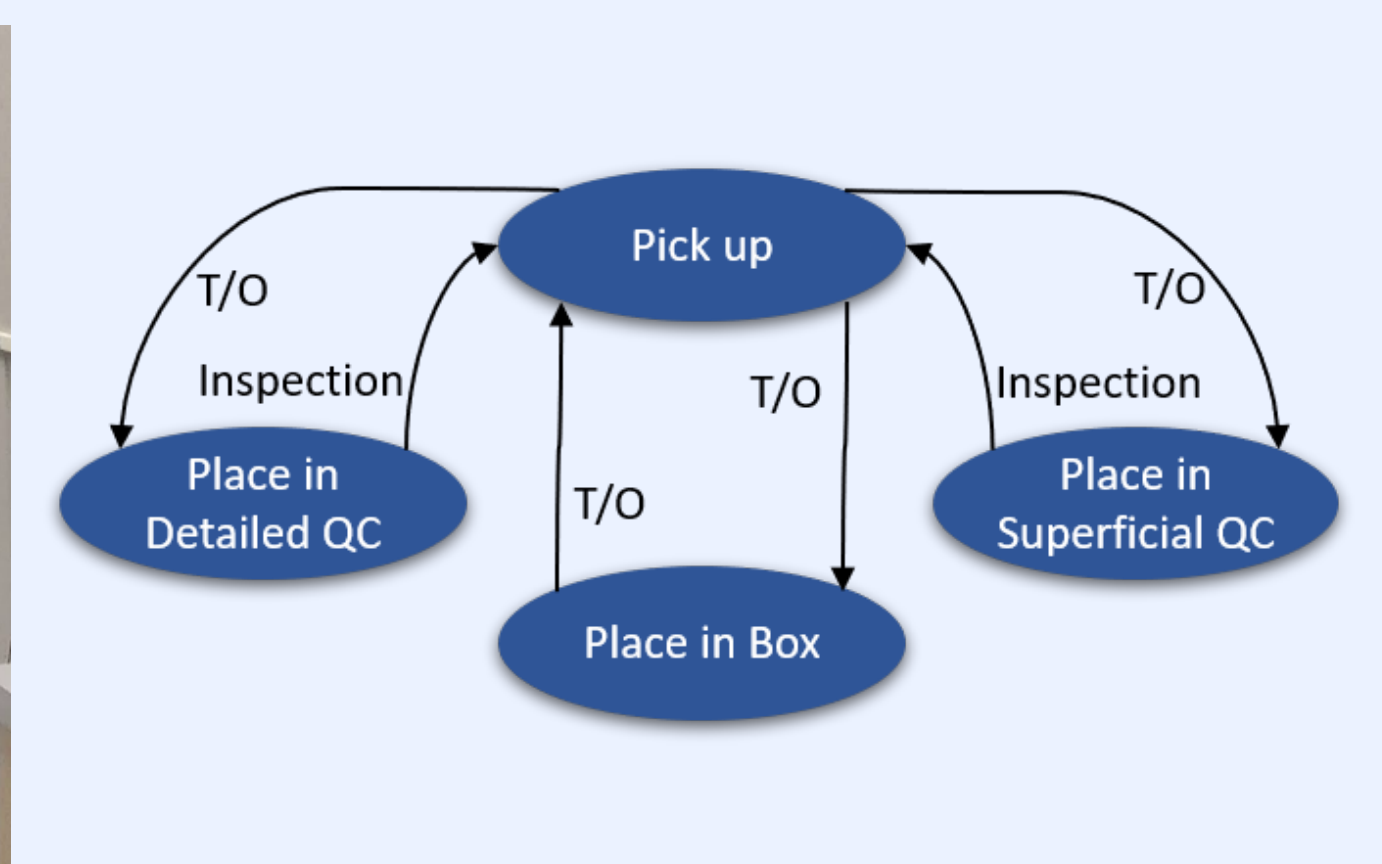 Pick up
T/O
T/O
Inspection
T/O
Inspection
Place in
Detailed QC
T/O
Place in
Superficial QC
Place in Box